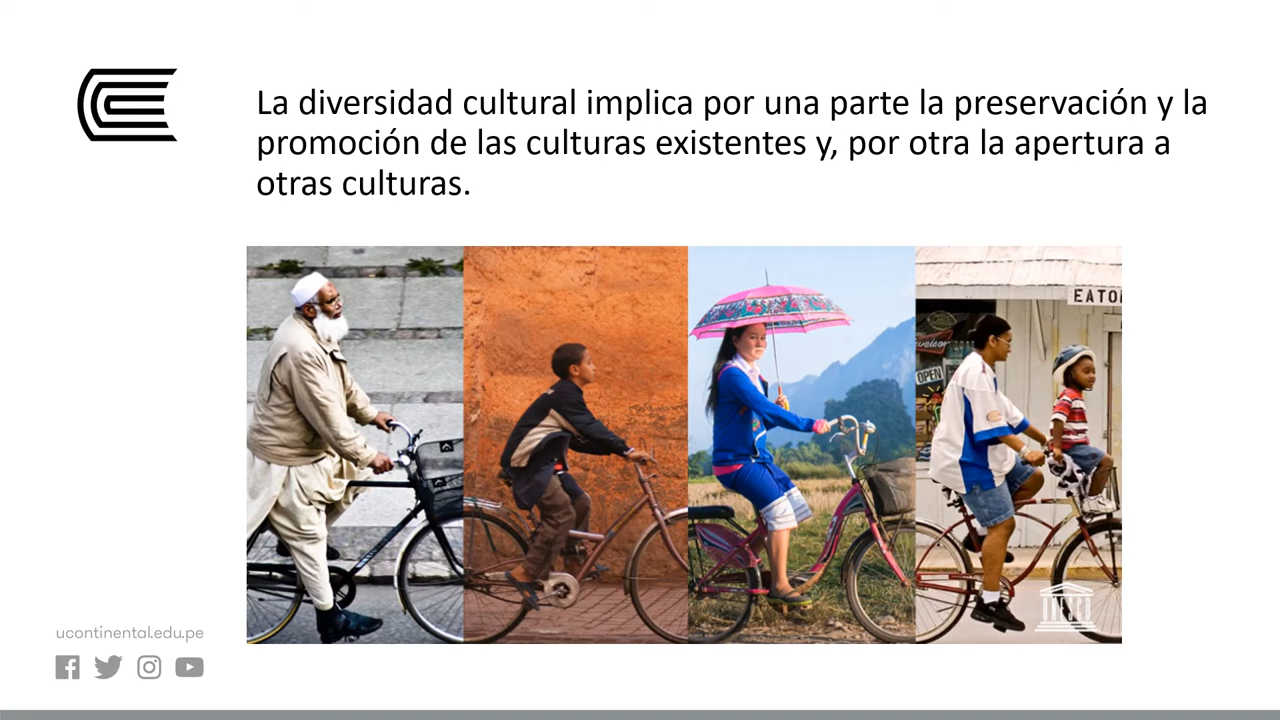 La diversidad cultural implica por una parte la preservación y la
promoción de las culturas existentes y, por otra la apertura a
otras culturas.
EATO
OPEN
UNESCO
ucontinental.edu.pe